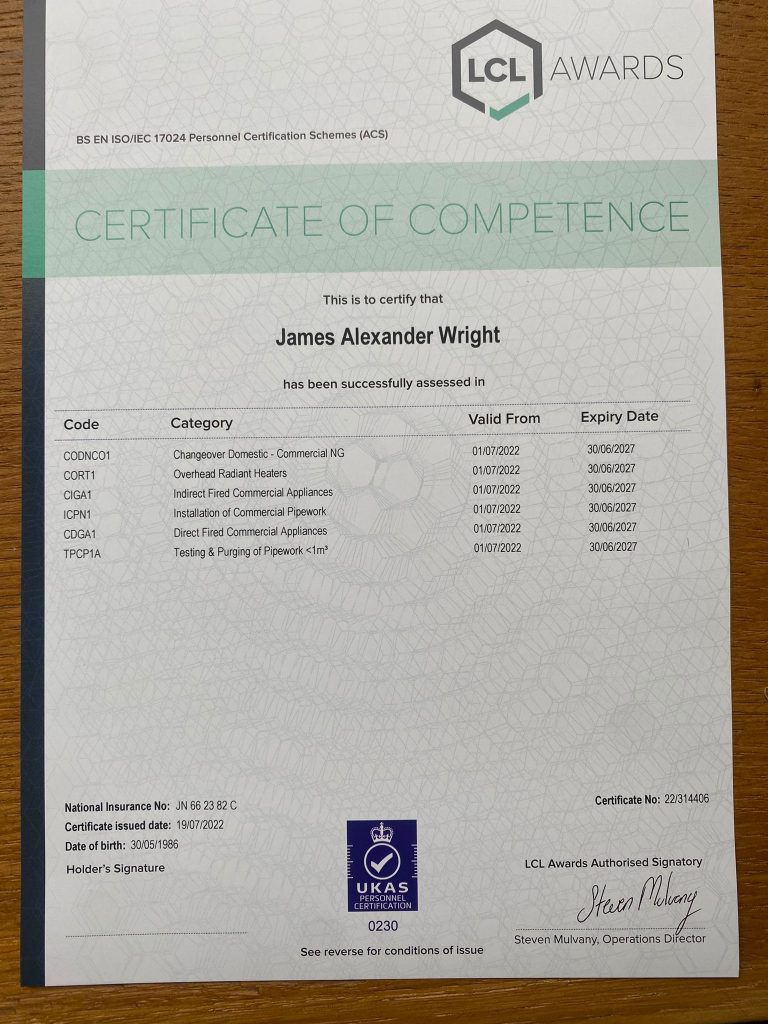 LCL AWARDS
BS EN ISO/IEC 17024 Personnel Certification Schemes (ACS)
CERTIFICATE OF COMPETENCE
This is to certify that
James Alexander Wright
has been successfully assessed in
Code Category Valid From Expiry Date
CODNCO1 Changeover Domestic - Commercial NG 01/07/2022 30/06/2027
CORT1 Overhead Radiant Heaters 01/07/2022 30/06/2027
CIGA1 Indirect Fired Commercial Appliances 01/07/2022 30/06/2027
ICPN1 Installation of Commercial Pipework 01/07/2022 30/06/2027
CDGA1 Direct Fired Commercial Appliances 01/07/2022 30/06/2027
TPCP1A Testing & Purging of Pipework <1m³ 01/07/2022 30/06/2027
National Insurance No: JN 66 23 82 C
Certificate No: 22/314406
Certificate issued date: 19/07/2022
Date of birth: 30/05/1986
Holder's Signature
UKAS
PERSONNEL
CERTIFICATION
0230
LCL Awards Authorised Signatory
Steven Mulvany
Steven Mulvany, Operations Director
See reverse for conditions of issue